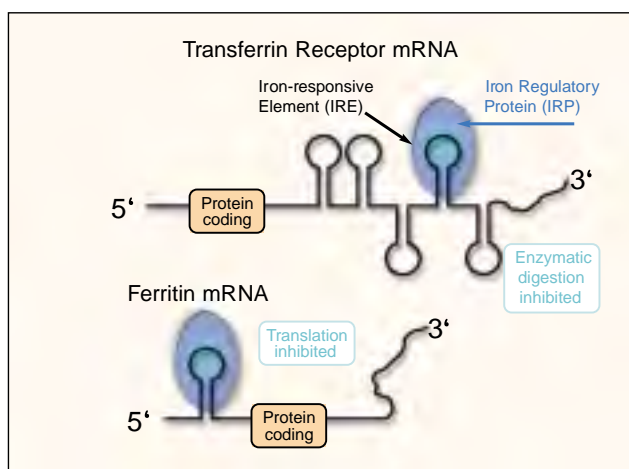 Transferrin Receptor mRNA
Iron-responsive
Element (IRE)
Iron Regulatory
Protein (IRP)
5‘
Protein
coding
3‘
Enzymatic
digestion
inhibited
Ferritin mRNA
Translation
inhibited
3‘
5‘
Protein
coding